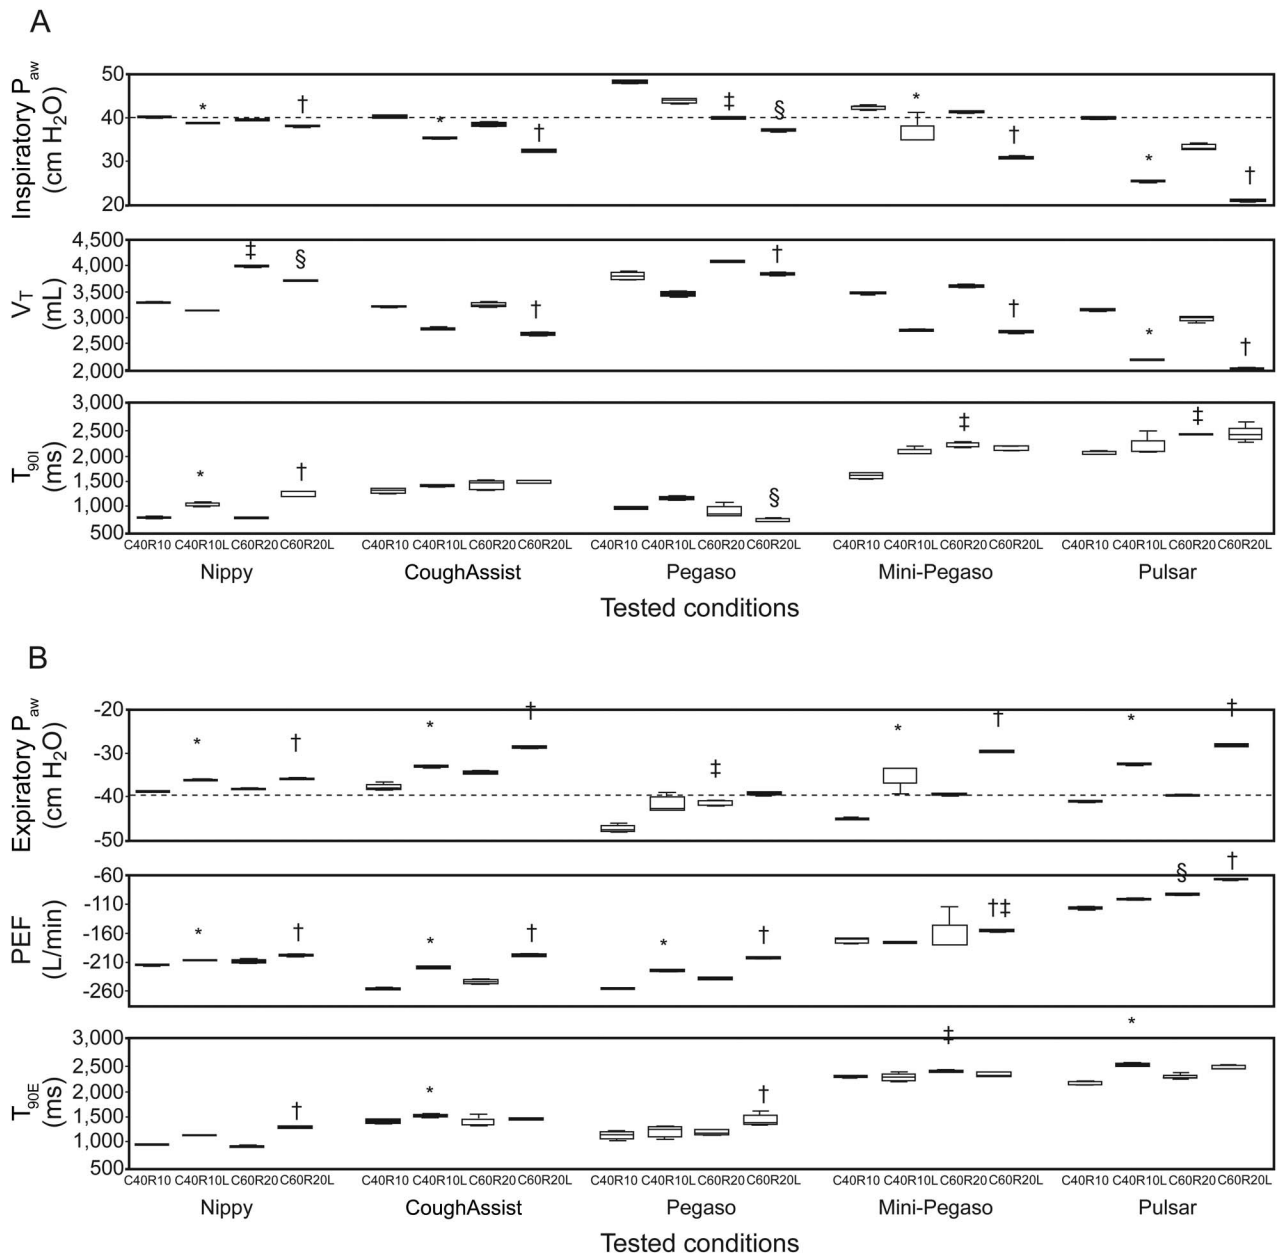 A
Inspiratory Paw
(cm H2O)
50
40
30
20
* † * † ‡ § * † * †
VT
(mL)
4,500
4,000
3,500
3,000
2,500
2,000
‡ § † † † * †
T90I
(ms)
3,000
2,500
2,000
1,500
1,000
500
* † § ‡ ‡
C40R10 C40R10L C60R20 C60R20L C40R10 C40R10L C60R20 C60R20L C40R10 C40R10L C60R20 C60R20L C40R10 C40R10L C60R20 C60R20L C40R10 C40R10L C60R20 C60R20L
Nippy CoughAssist Pegaso Mini-Pegaso Pulsar
Tested conditions
B
Expiratory Paw
(cm H2O)
-20
-30
-40
-50
* † * † ‡ * † * †
PEF
(L/min)
-60
-110
-160
-210
-260
* † * † * † †‡ § †
T90E
(ms)
3,000
2,500
2,000
1,500
1,000
500
† * † ‡ *
C40R10 C40R10L C60R20 C60R20L C40R10 C40R10L C60R20 C60R20L C40R10 C40R10L C60R20 C60R20L C40R10 C40R10L C60R20 C60R20L C40R10 C40R10L C60R20 C60R20L
Nippy CoughAssist Pegaso Mini-Pegaso Pulsar
Tested conditions